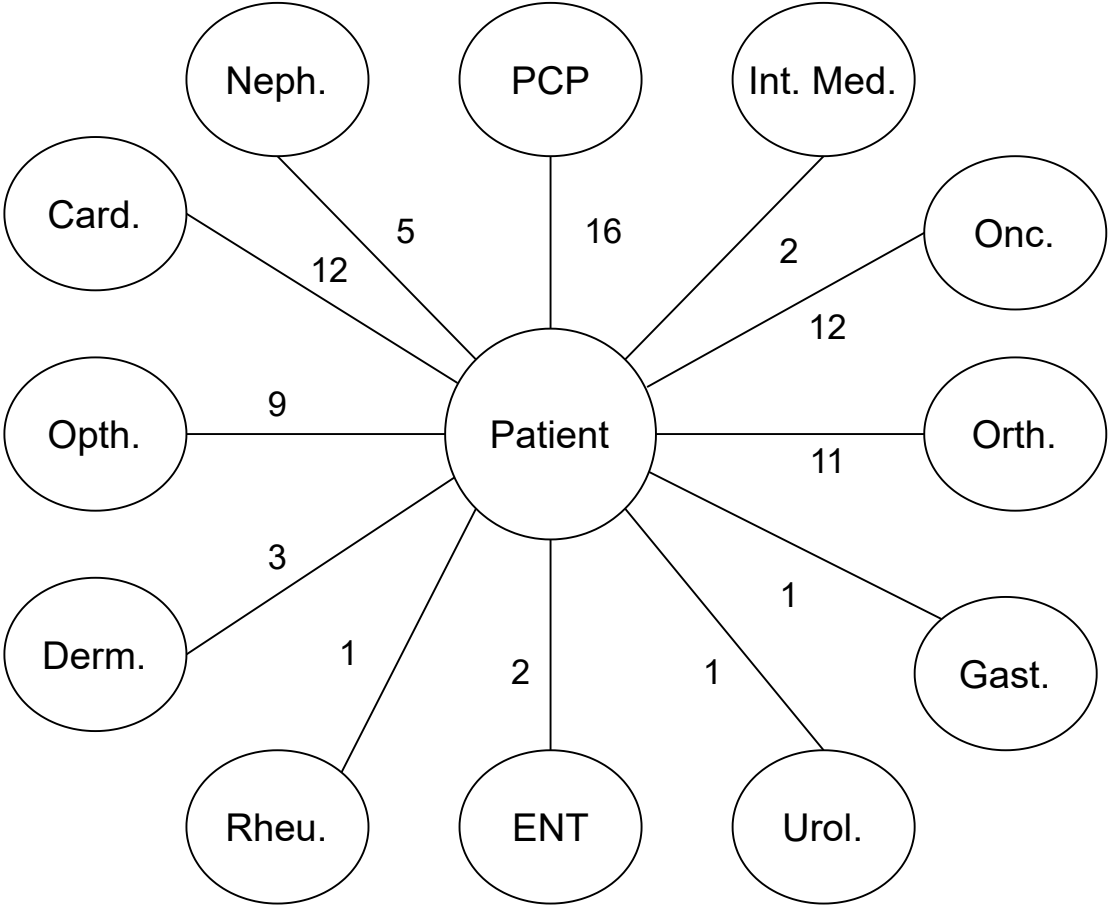 Neph.
PCP
Int. Med.
Card.
Onc.
5
16
2
12
12
9
Opth.
Patient
Orth.
11
3
1
Derm.
1
2
1
Gast.
Rheu.
ENT
Urol.